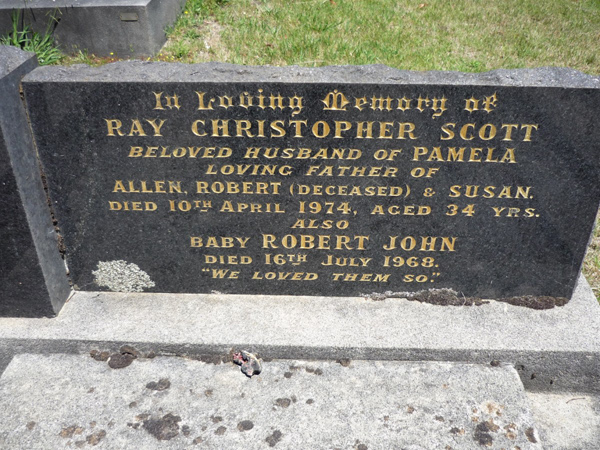 In Loving Memory of
RAY CHRISTOPHER SCOTT
BELOVED HUSBAND OF PAMELA
LOVING FATHER OF
ALLEN, ROBERT (DECEASED) & SUSAN.
DIED 10TH APRIL 1974, AGED 34 YRS.
ALSO
BABY ROBERT JOHN
DIED 16TH JULY 1968.
"WE LOVED THEM SO."